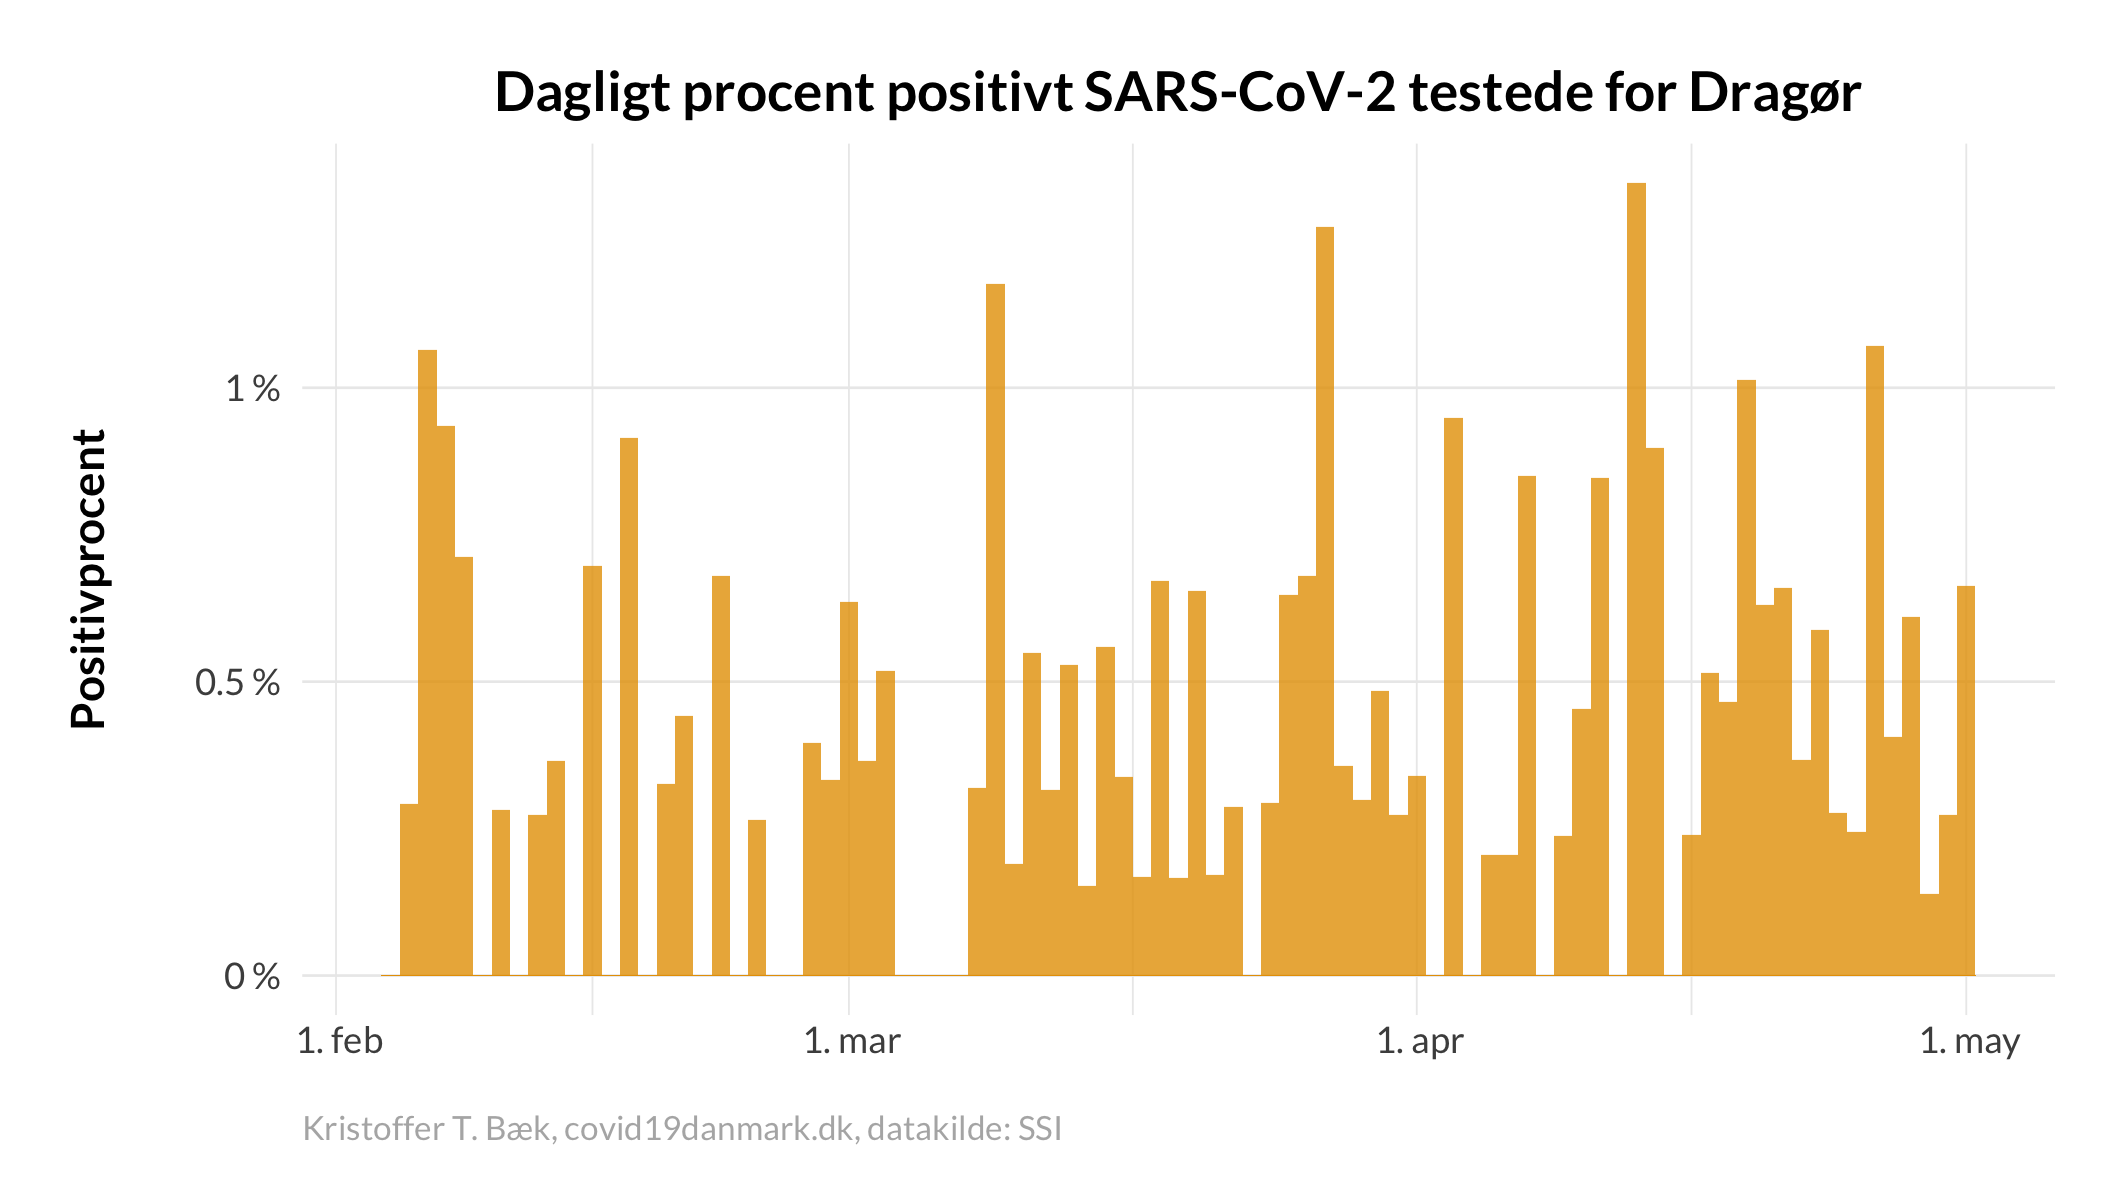 Dagligt procent positivt SARS-CoV-2 testede for Dragør
Positivprocent
1 %
0.5 %
0 %
1. feb
1. mar
1. apr
1. may
Kristoffer T. Bæk, covid19danmark.dk, datakilde: SSI